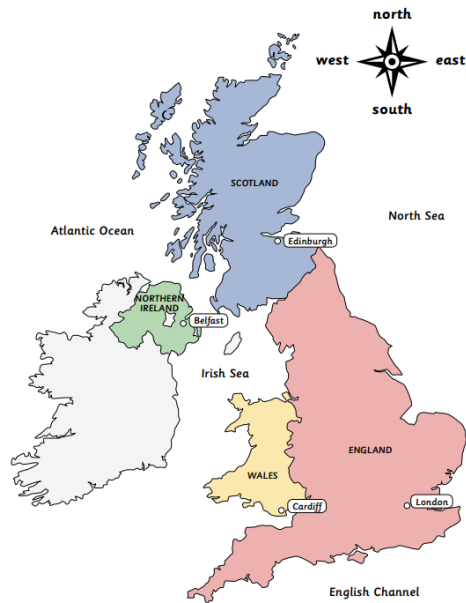 north
west
east
south
SCOTLAND
North Sea
Atlantic Ocean
Edinburgh
NORTHERN
IRELAND
Belfast
Irish Sea
ENGLAND
WALES
London
Cardiff
English Channel